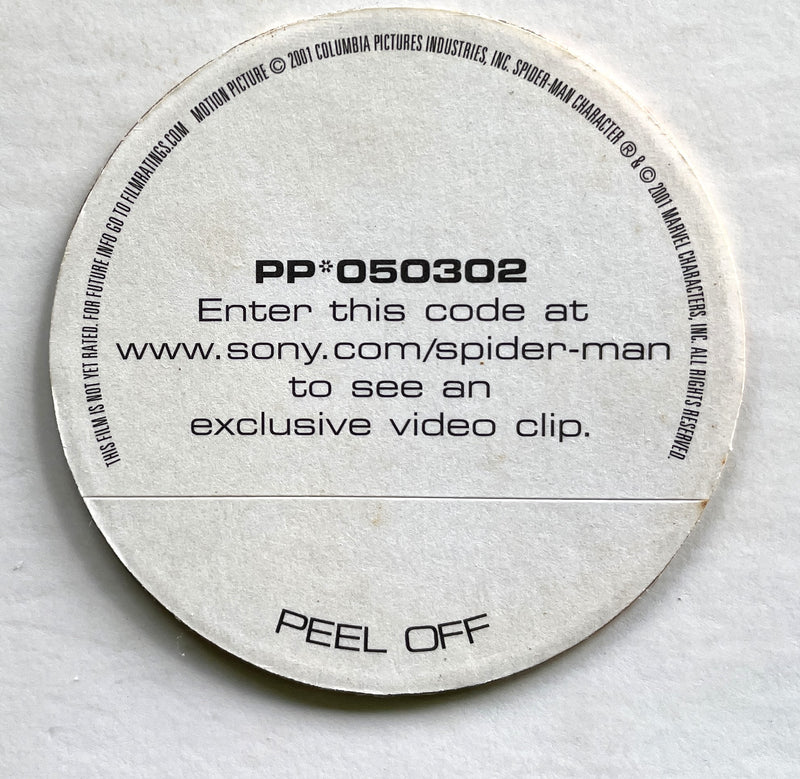 THIS FILM IS NOT YET RATED. FOR FUTURE INFO GO TO FILMRATINGS.COM MOTION PICTURE © 2001 COLUMBIA PICTURES INDUSTRIES, INC. SPIDER-MAN CHARACTER ® & © 2001 MARVEL CHARACTERS, INC. ALL RIGHTS RESERVED.
PP*050302
Enter this code at
www.sony.com/spider-man
to see an
exclusive video clip.
PEEL OFF